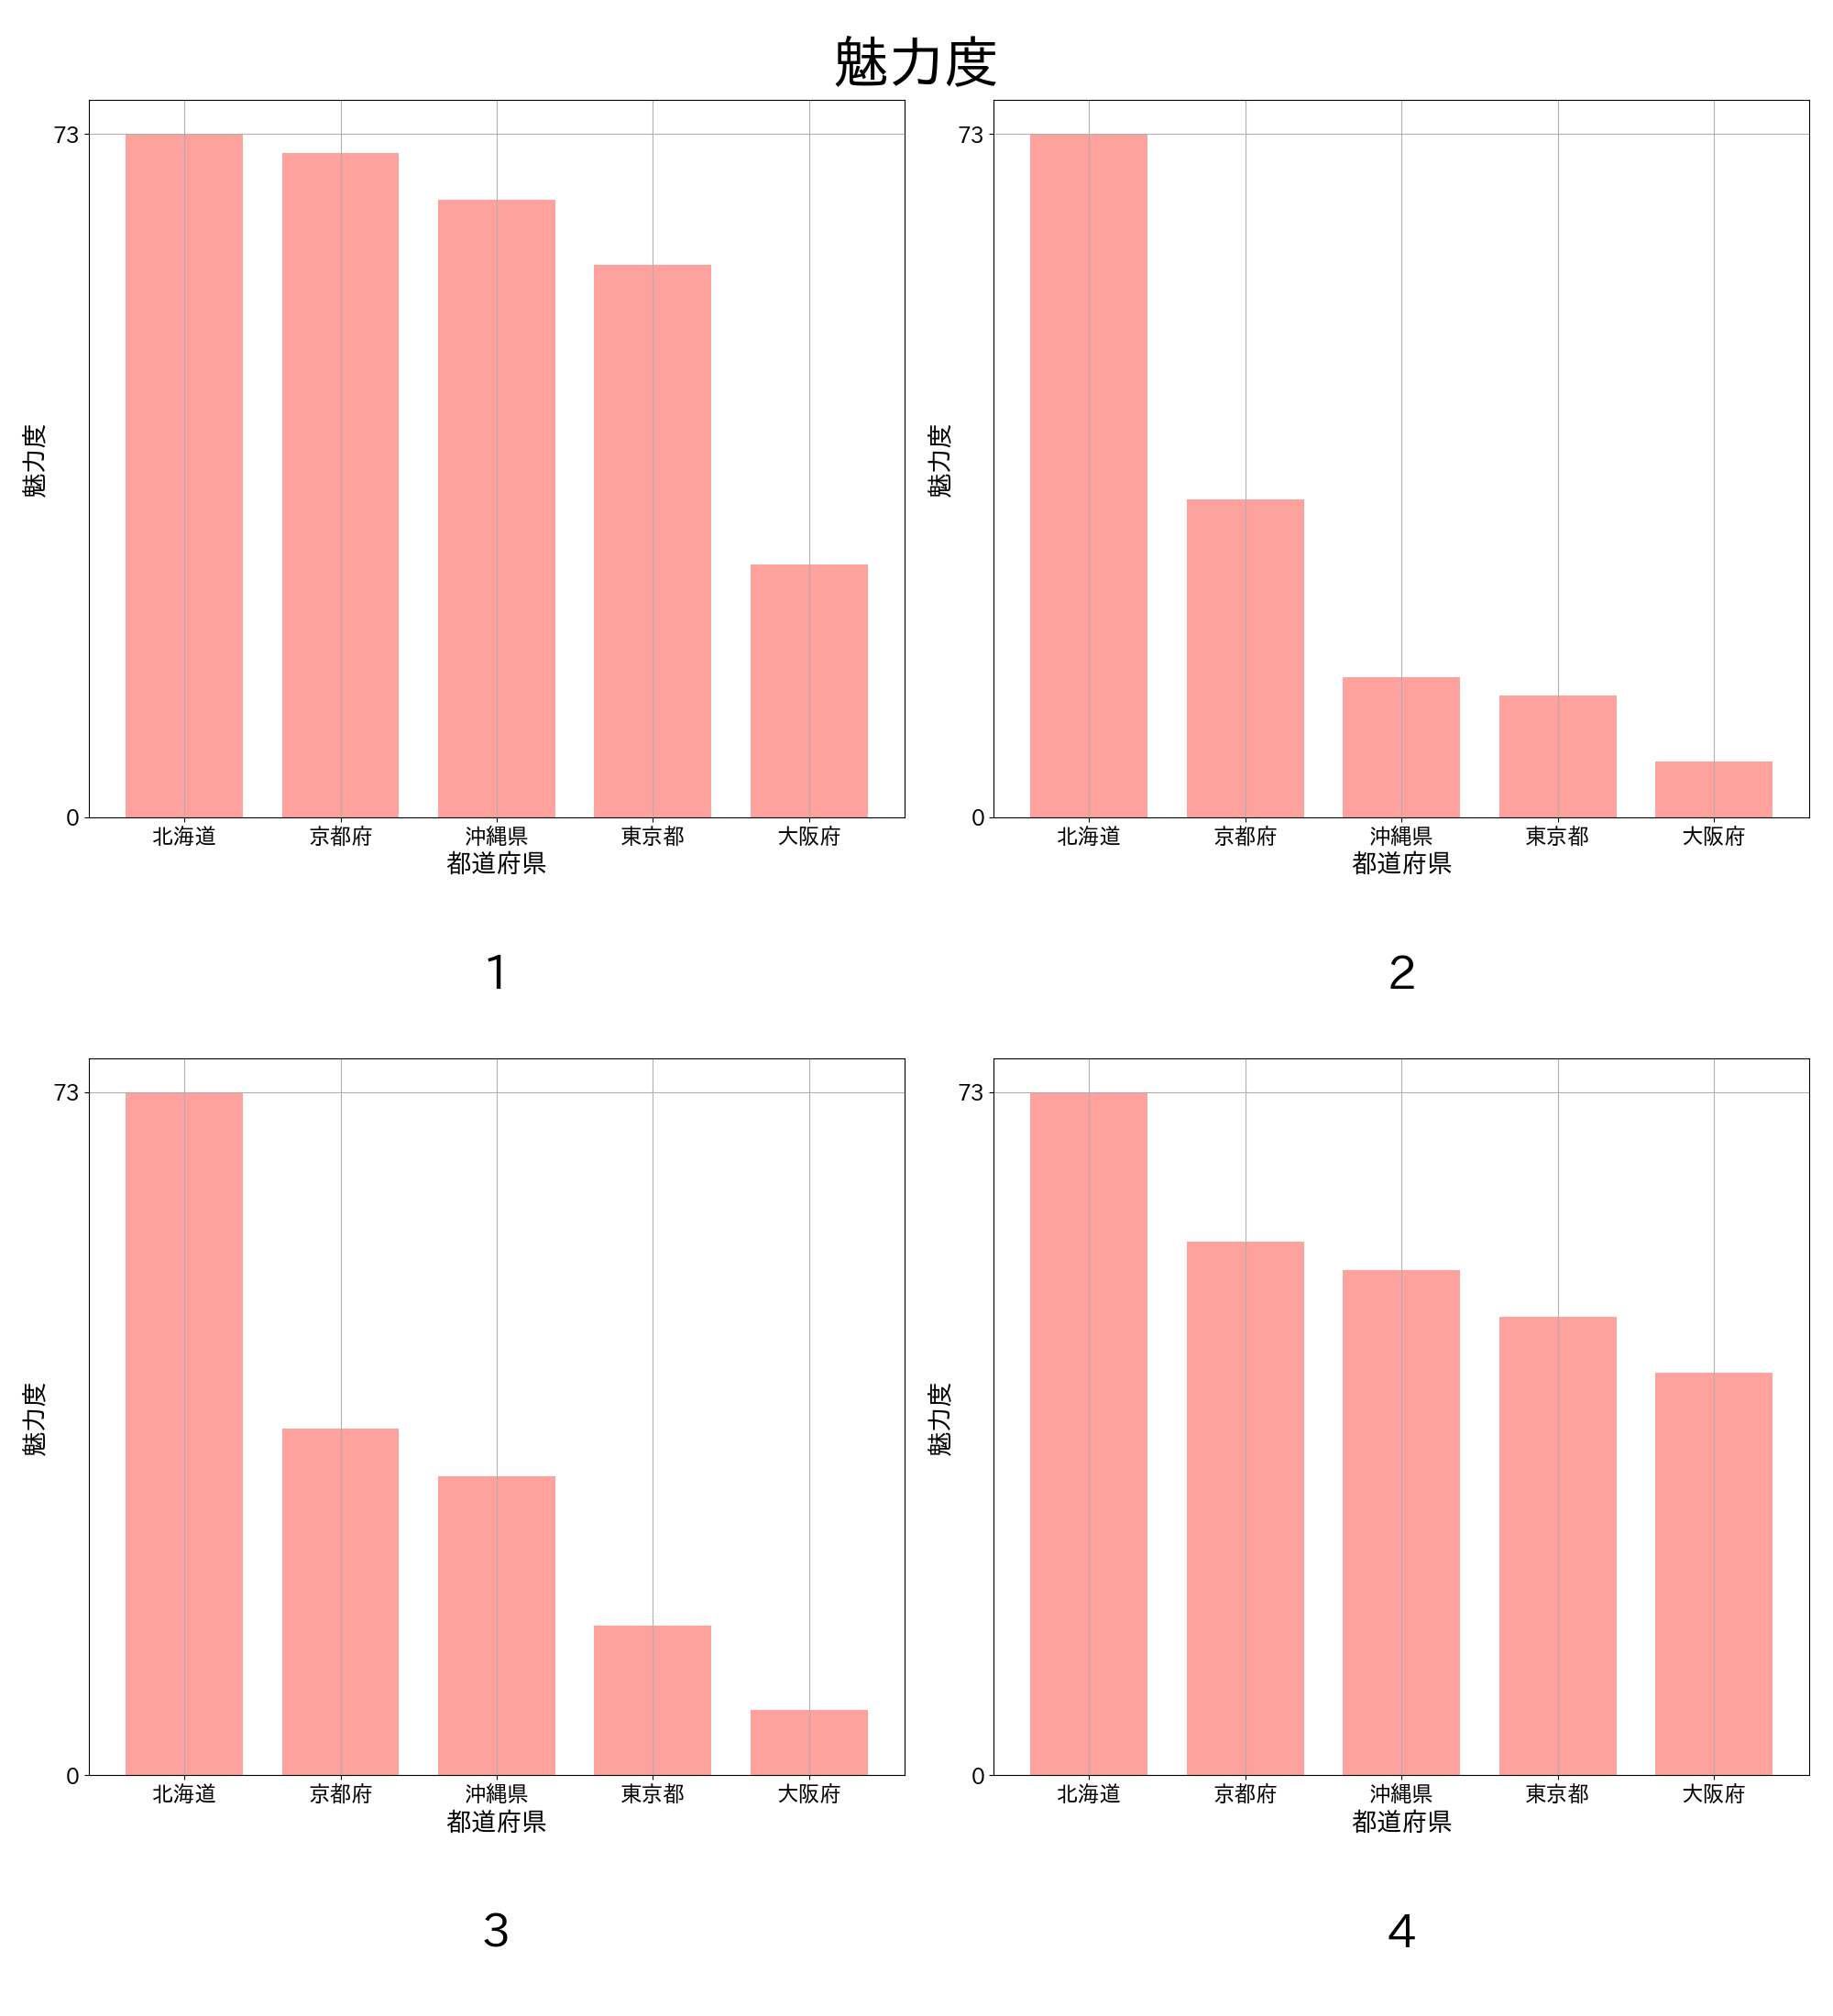 魅力度
73
0
魅力度
北海道 京都府 沖縄県 東京都 大阪府
都道府県
1
73
0
魅力度
北海道 京都府 沖縄県 東京都 大阪府
都道府県
2
73
0
魅力度
北海道 京都府 沖縄県 東京都 大阪府
都道府県
3
73
0
魅力度
北海道 京都府 沖縄県 東京都 大阪府
都道府県
4